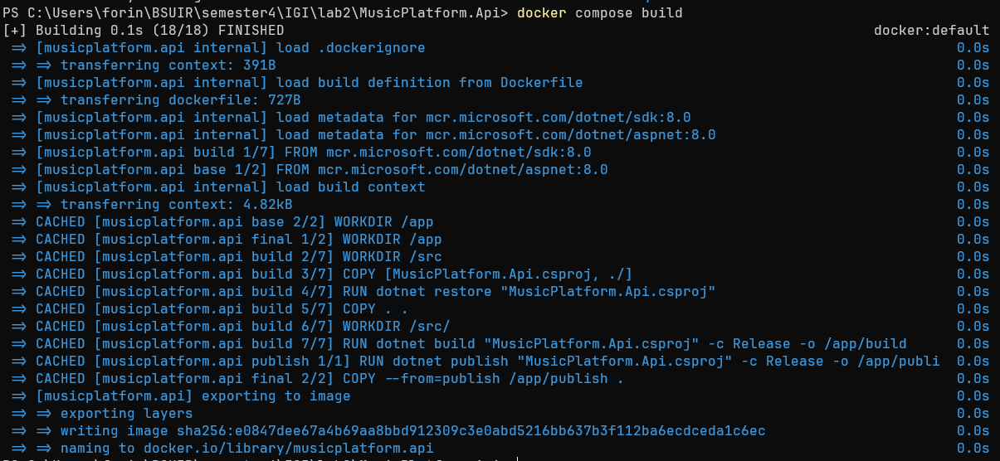 PS C:\Users\forin\BSUIR\semester4\IGI\lab2\MusicPlatform.Api> docker compose build
[+] Building 0.1s (18/18) FINISHED docker:default
=> [musicplatform.api internal] load .dockerignore 0.0s
=> => transferring context: 391B 0.0s
=> [musicplatform.api internal] load build definition from Dockerfile 0.0s
=> => transferring dockerfile: 727B 0.0s
=> [musicplatform.api internal] load metadata for mcr.microsoft.com/dotnet/sdk:8.0 0.0s
=> [musicplatform.api internal] load metadata for mcr.microsoft.com/dotnet/aspnet:8.0 0.0s
=> [musicplatform.api build 1/7] FROM mcr.microsoft.com/dotnet/sdk:8.0 0.0s
=> [musicplatform.api base 1/2] FROM mcr.microsoft.com/dotnet/aspnet:8.0 0.0s
=> [musicplatform.api internal] load build context 0.0s
=> => transferring context: 4.82kB 0.0s
=> CACHED [musicplatform.api base 2/2] WORKDIR /app 0.0s
=> CACHED [musicplatform.api final 1/2] WORKDIR /app 0.0s
=> CACHED [musicplatform.api build 2/7] WORKDIR /src 0.0s
=> CACHED [musicplatform.api build 3/7] COPY [MusicPlatform.Api.csproj, ./] 0.0s
=> CACHED [musicplatform.api build 4/7] RUN dotnet restore "MusicPlatform.Api.csproj" 0.0s
=> CACHED [musicplatform.api build 5/7] COPY . . 0.0s
=> CACHED [musicplatform.api build 6/7] WORKDIR /src/ 0.0s
=> CACHED [musicplatform.api build 7/7] RUN dotnet build "MusicPlatform.Api.csproj" -c Release -o /app/build 0.0s
=> CACHED [musicplatform.api publish 1/1] RUN dotnet publish "MusicPlatform.Api.csproj" -c Release -o /app/publi 0.0s
=> CACHED [musicplatform.api final 2/2] COPY --from=publish /app/publish . 0.0s
=> [musicplatform.api] exporting to image 0.0s
=> => exporting layers 0.0s
=> => writing image sha256:e0847dee67a4b69aa8bbd912309c3e0abd5216bb637b3f112ba6ecdceda1c6ec 0.0s
=> => naming to docker.io/library/musicplatform.api 0.0s